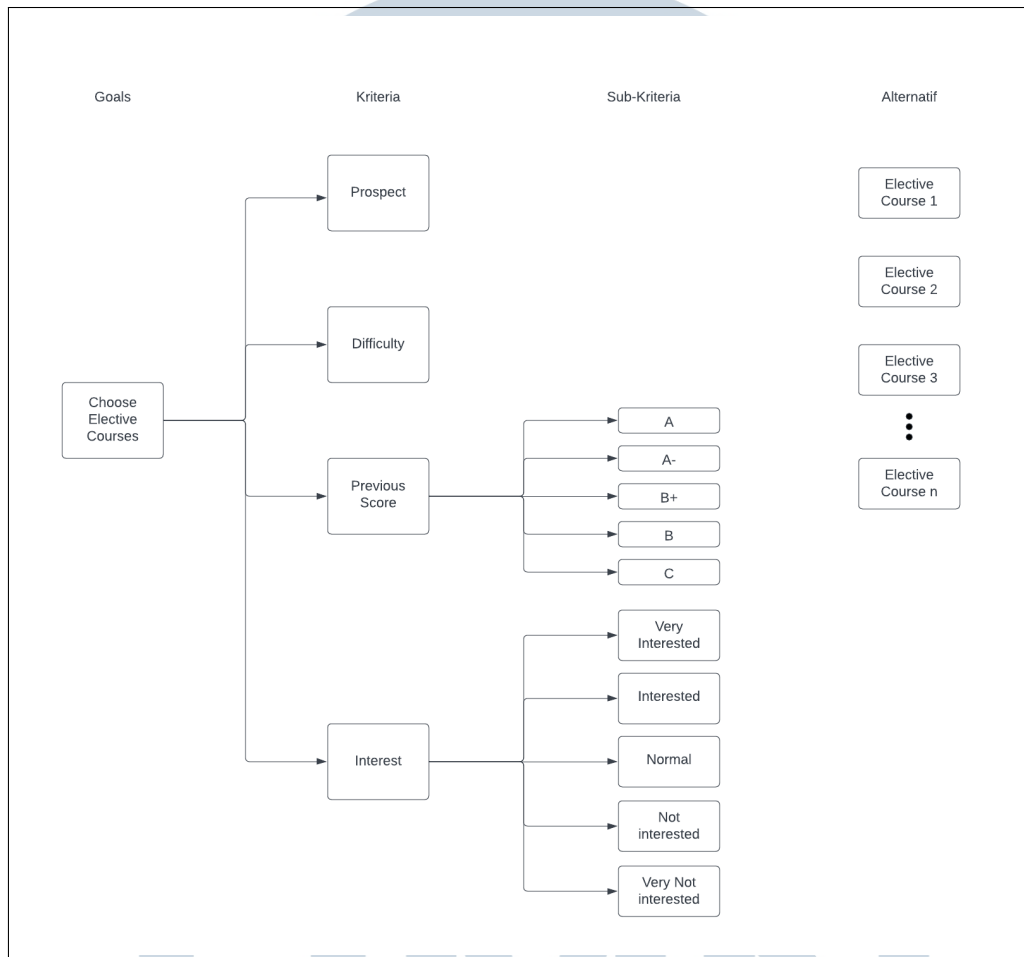 Goals
Kriteria
Sub-Kriteria
Alternatif
Prospect
Elective
Course 1
Elective
Course 2
Difficulty
Elective
Course 3
Choose
Elective
Courses
A
A-
Previous
Score
B+
B
C
Elective
Course n
Very
Interested
Interested
Interest
Normal
Not
interested
Very Not
interested